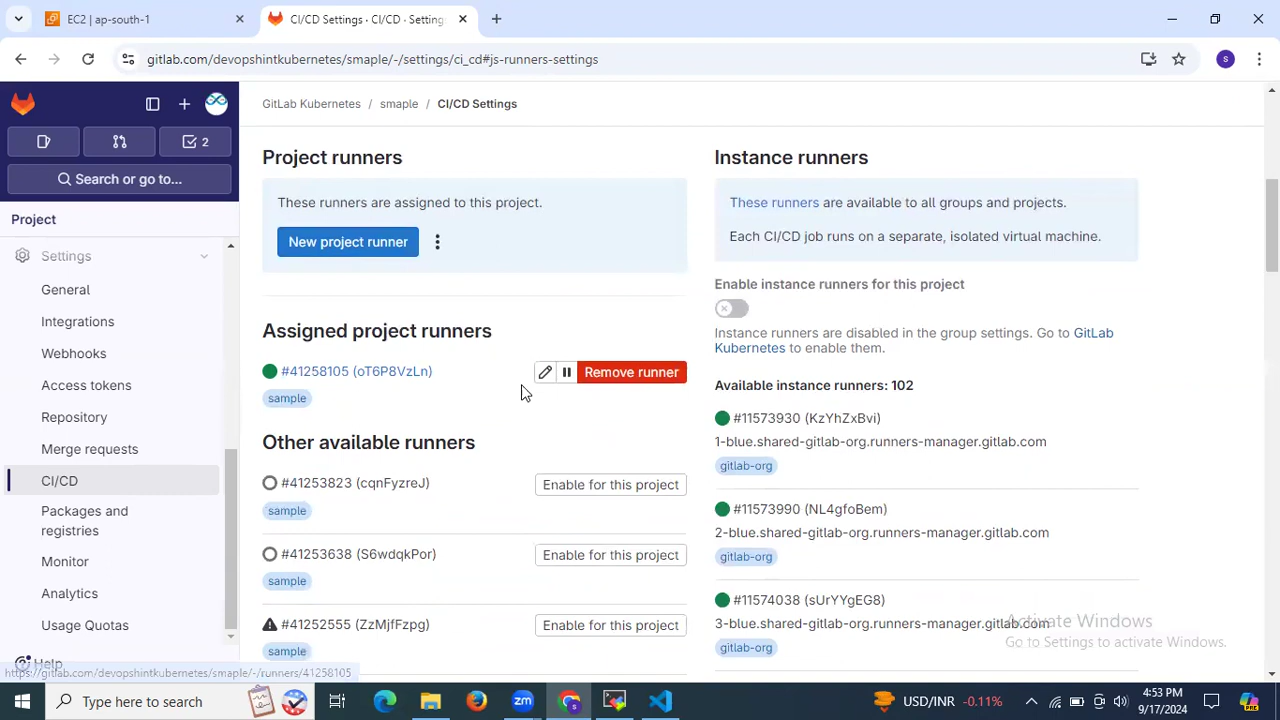 EC2 | ap-south-1
CI/CD Settings · CI/CD · Setting
gitlab.com/devopshintkubernetes/smaple/-/settings/ci_cd#js-runners-settings
s
GitLab Kubernetes / smaple / CI/CD Settings
2
Search or go to...
Project
Settings
General
Integrations
Webhooks
Access tokens
Repository
Merge requests
CI/CD
Packages and
registries
Monitor
Analytics
Usage Quotas
Help
https://gitlab.com/devopshintkubernetes/smaple/-/runners/41258105
Project runners
These runners are assigned to this project.
New project runner
Assigned project runners
#41258105 (oT6P8VzLn)
Remove runner
sample
Other available runners
#41253823 (cqnFyzreJ)
Enable for this project
sample
#41253638 (S6wdqkPor)
Enable for this project
sample
#41252555 (ZzMjfFzpg)
Enable for this project
sample
Instance runners
These runners are available to all groups and projects.
Each CI/CD job runs on a separate, isolated virtual machine.
Enable instance runners for this project
Instance runners are disabled in the group settings. Go to GitLab
Kubernetes to enable them.
Available instance runners: 102
#11573930 (KzYhZxBvi)
1-blue.shared-gitlab-org.runners-manager.gitlab.com
gitlab-org
#11573990 (NL4gfoBem)
2-blue.shared-gitlab-org.runners-manager.gitlab.com
gitlab-org
#11574038 (sUrYYgEG8)
3-blue.shared-gitlab-org.runners-manager.gitlab.com
gitlab-org
Activate Windows
Go to Settings to activate Windows.
Type here to search
zm
USD/INR -0.11%
4:53 PM
9/17/2024